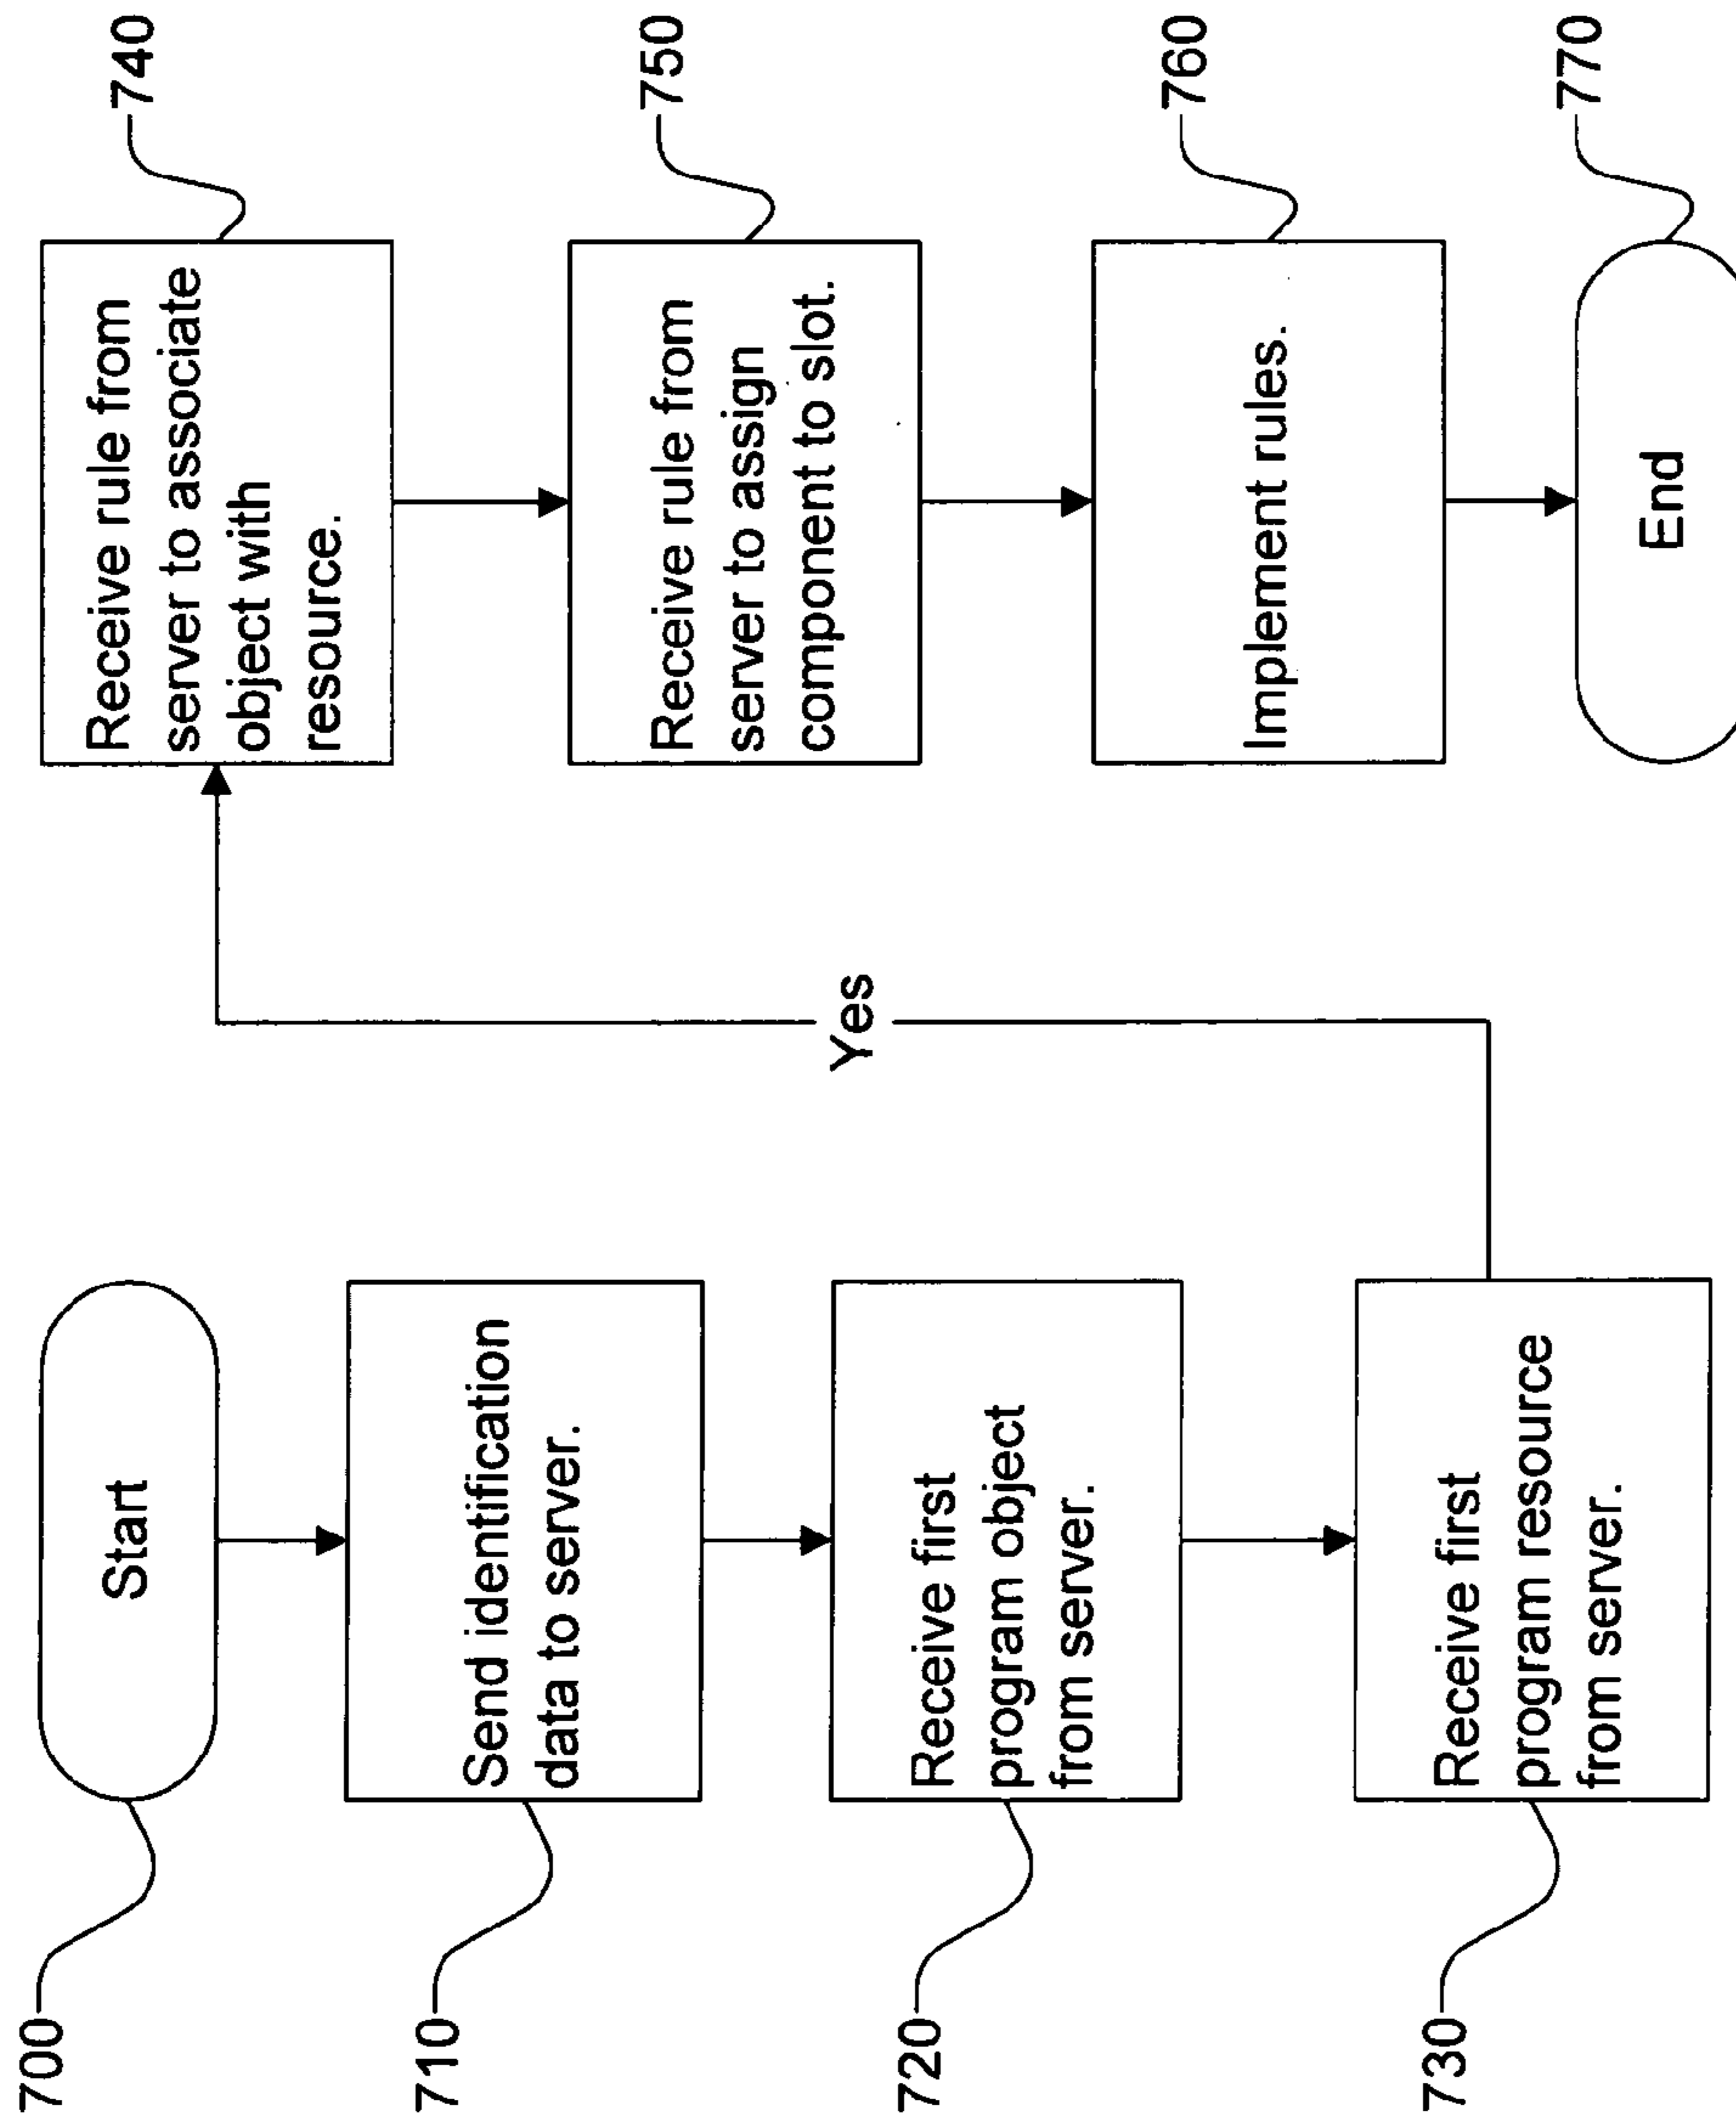 700
Start
710
Send identification
data to server.
720
Receive first
program object
from server.
730
Receive first
program resource
from server.
Yes
740
Receive rule from
server to associate
object with
resource.
750
Receive rule from
server to assign
component to slot.
760
Implement rules.
770
End